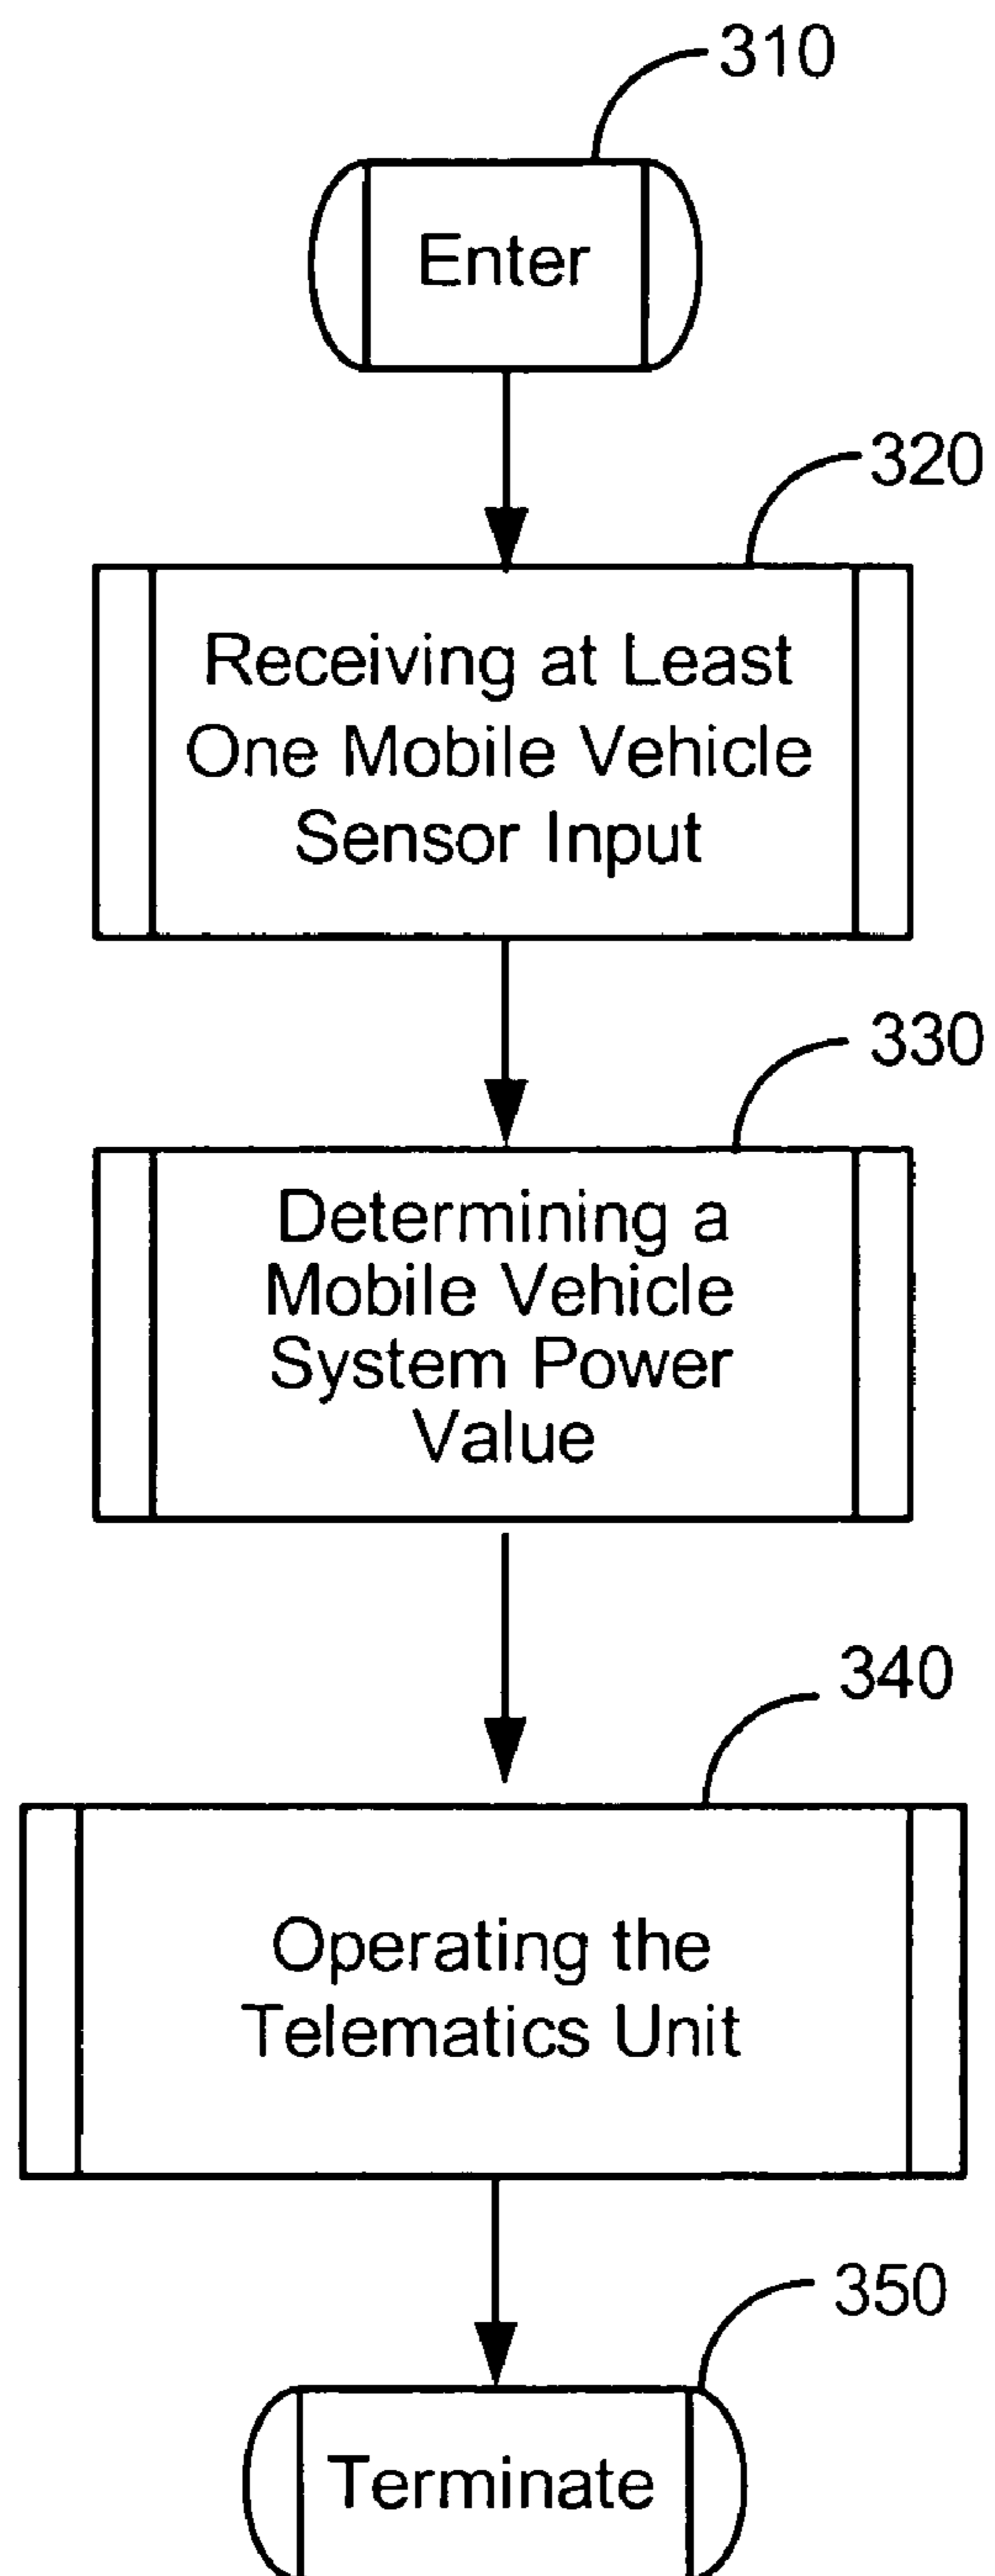 310
Enter
320
Receiving at Least
One Mobile Vehicle
Sensor Input
330
Determining a
Mobile Vehicle
System Power
Value
340
Operating the
Telematics Unit
350
Terminate